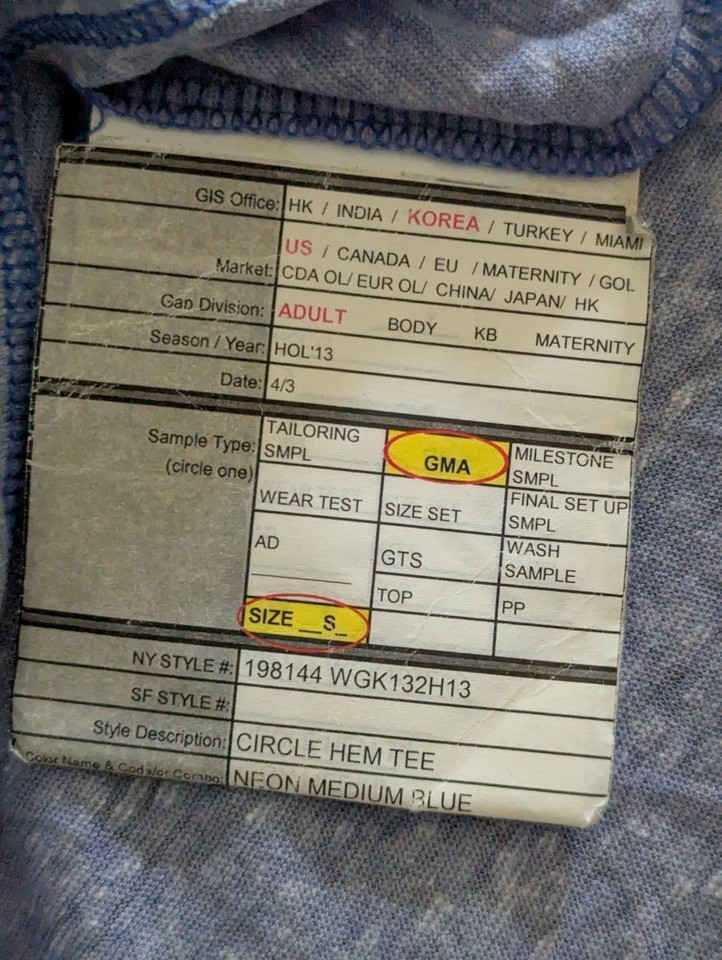 GIS Office: HK / INDIA / KOREA / TURKEY / MIAMI
Market: US / CANADA / EU / MATERNITY / GOL
CDA OL/ EUR OL/ CHINA/ JAPAN/ HK
Gap Division: ADULT BODY KB MATERNITY
Season / Year: HOL'13
Date: 4/3
Sample Type: (circle one)
TAILORING SMPL
GMA
MILESTONE SMPL
WEAR TEST
SIZE SET
FINAL SET UP SMPL
AD ________
GTS
WASH SAMPLE
SIZE __S_
TOP
PP
NY STYLE #: 198144 WGK132H13
SF STYLE #:
Style Description: CIRCLE HEM TEE
Color Name & Code/or Combo: NEON MEDIUM BLUE